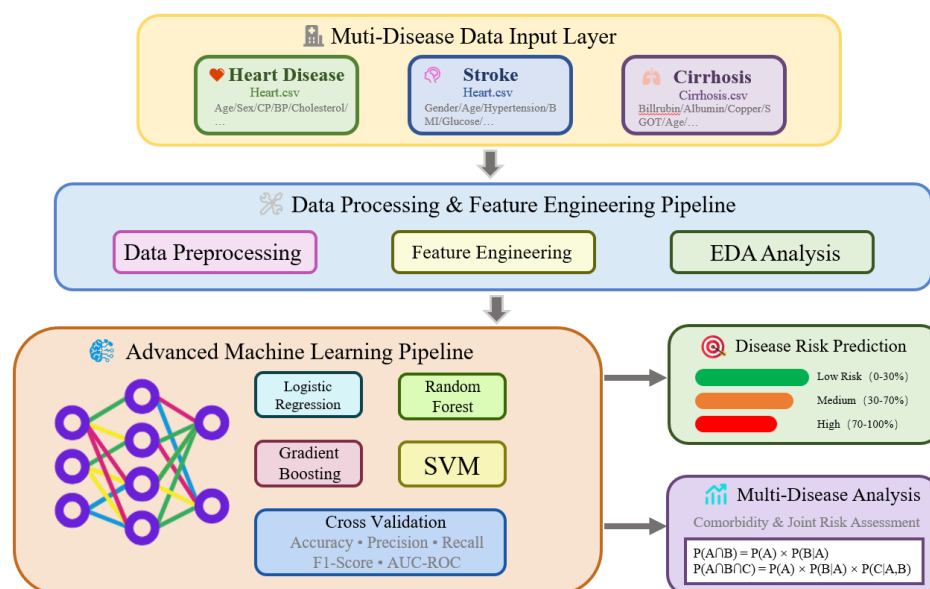 Muti-Disease Data Input Layer
Heart Disease
Heart.csv
Age/Sex/CP/BP/Cholesterol/
…
Stroke
Heart.csv
Gender/Age/Hypertension/B
MI/Glucose/…
Cirrhosis
Cirrhosis.csv
Billrubin/Albumin/Copper/S
GOT/Age/…
Data Processing & Feature Engineering Pipeline
Data Preprocessing
Feature Engineering
EDA Analysis
Advanced Machine Learning Pipeline
Logistic
Regression
Random
Forest
Gradient
Boosting
SVM
Cross Validation
Accuracy • Precision • Recall
F1-Score • AUC-ROC
Disease Risk Prediction
Low Risk（0-30%）
Medium（30-70%）
High（70-100%）
Multi-Disease Analysis
Comorbidity & Joint Risk Assessment
P(A∩B) = P(A) × P(B|A)
P(A∩B∩C) = P(A) × P(B|A) × P(C|A,B)